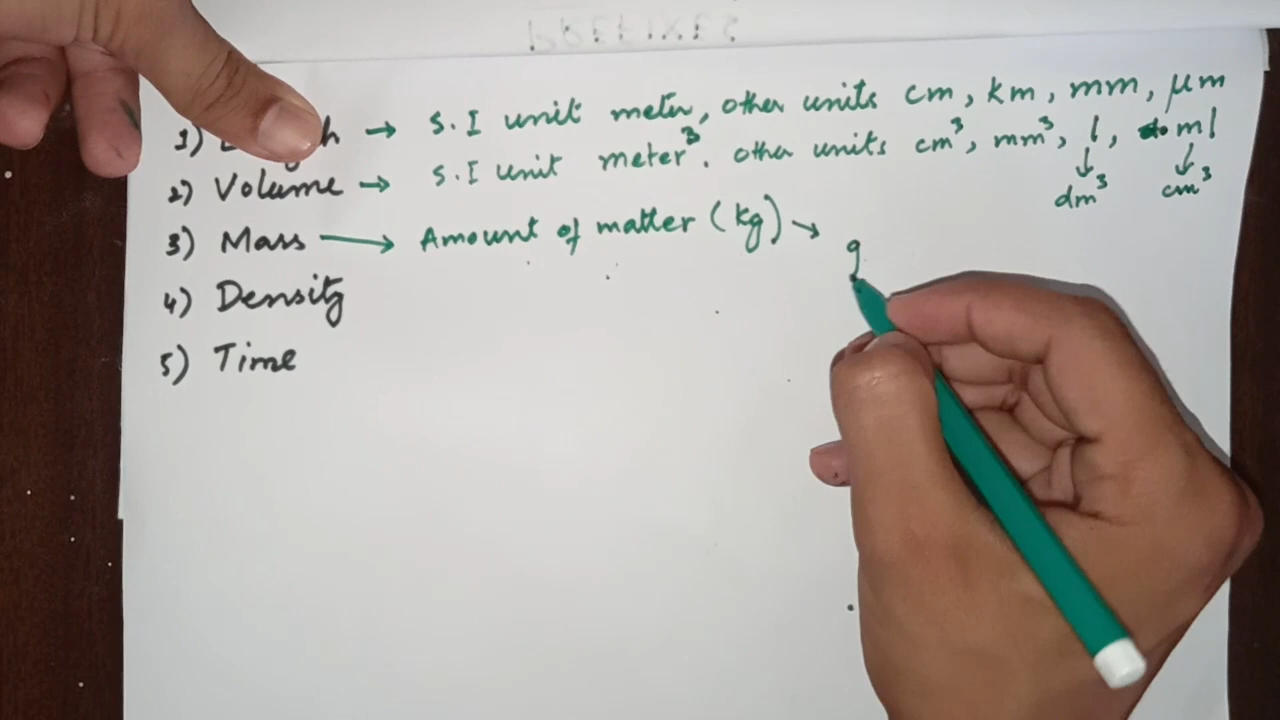 1) → S.I unit meter, other units cm, km, mm, μm
2) Volume → S.I unit meter³. other units cm³, mm³, l, ml
↓ dm³ ↓ cm³
3) Mass → Amount of matter (kg) → g
4) Density
5) Time